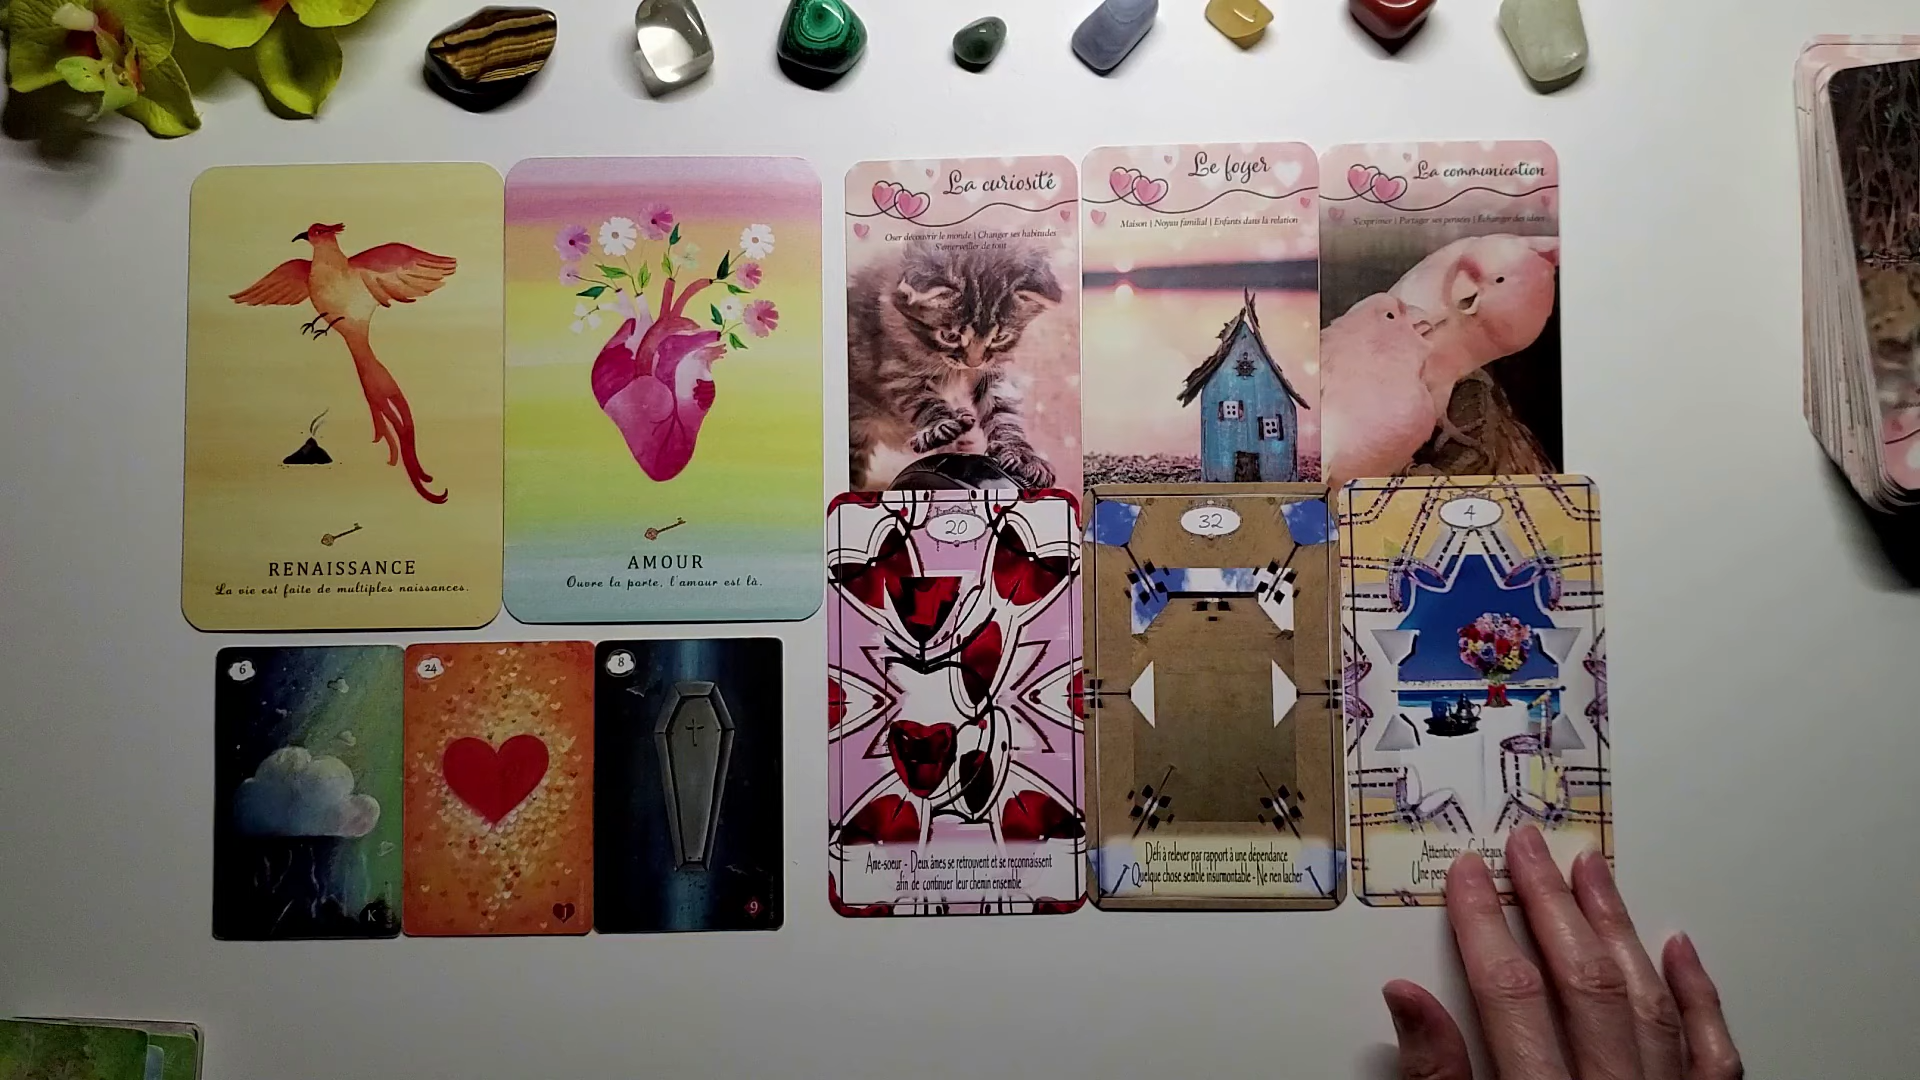 RENAISSANCE
La vie est faite de multiples naissances.
AMOUR
Ouvre la porte, l'amour est là.
La curiosité
Oser découvrir le monde | Changer ses habitudes
S'émerveiller de tout
Le foyer
Maison | Noyau familial | Enfants dans la relation
La communication
S'exprimer | Partager ses pensées | Échanger des idées
6
K
24
J
8
9
20
Ame-soeur - Deux âmes se retrouvent et se reconnaissent
afin de continuer leur chemin ensemble
32
Défi à relever par rapport à une dépendance
Quelque chose semble insurmontable - Ne rien lâcher
4
Attentions - Cadeaux
Une